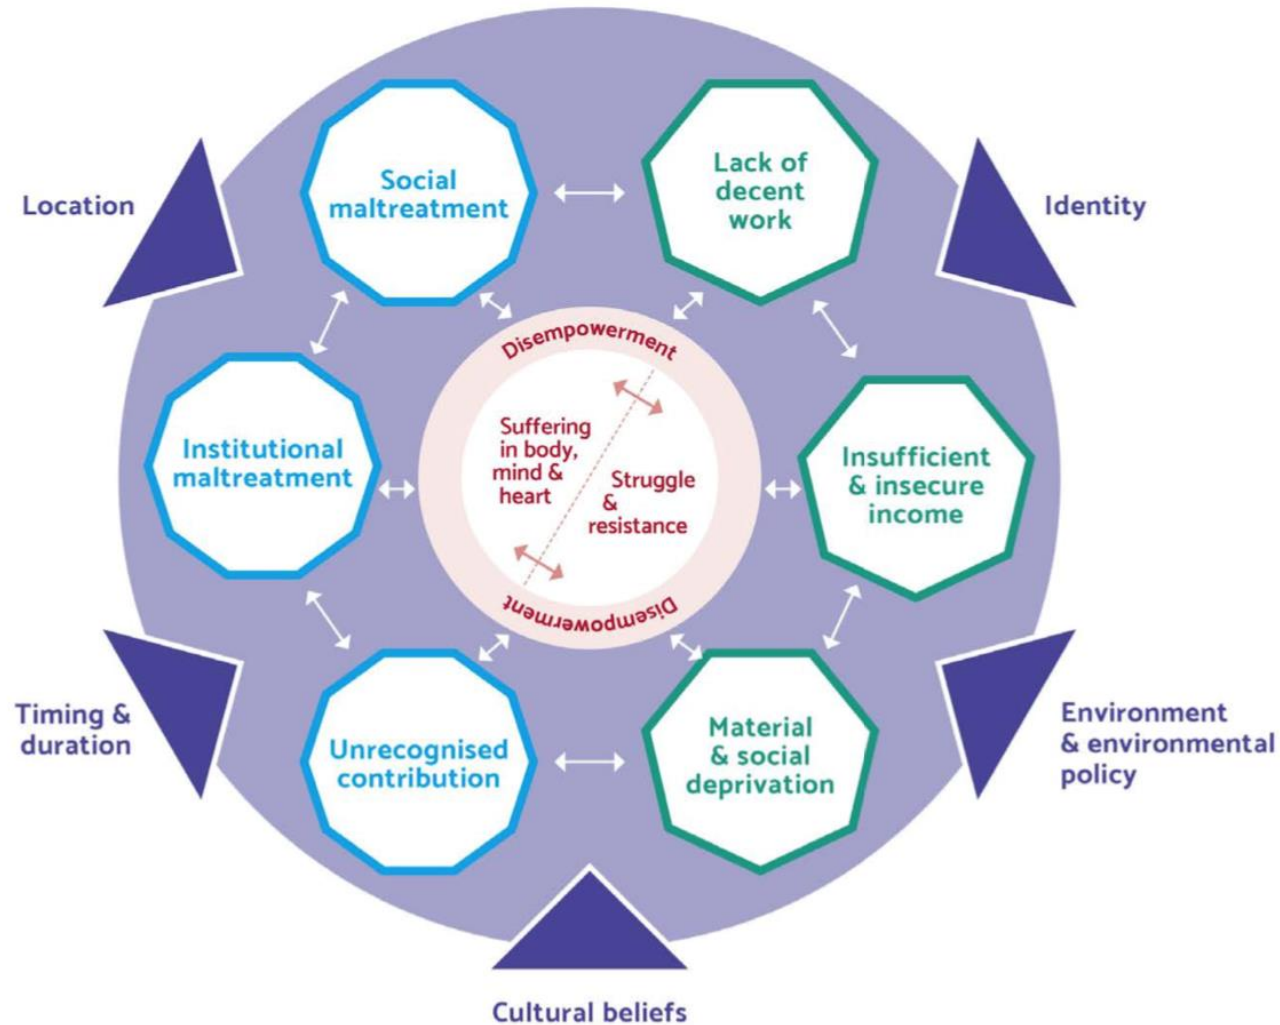 Social
maltreatment
Lack of
decent
work
Location
Identity
Disempowerment
Suffering
in body,
mind &
heart
Struggle
&
resistance
Disempowerment
Institutional
maltreatment
Insufficient
& insecure
income
Timing &
duration
Unrecognised
contribution
Material
& social
deprivation
Environment
& environmental
policy
Cultural beliefs